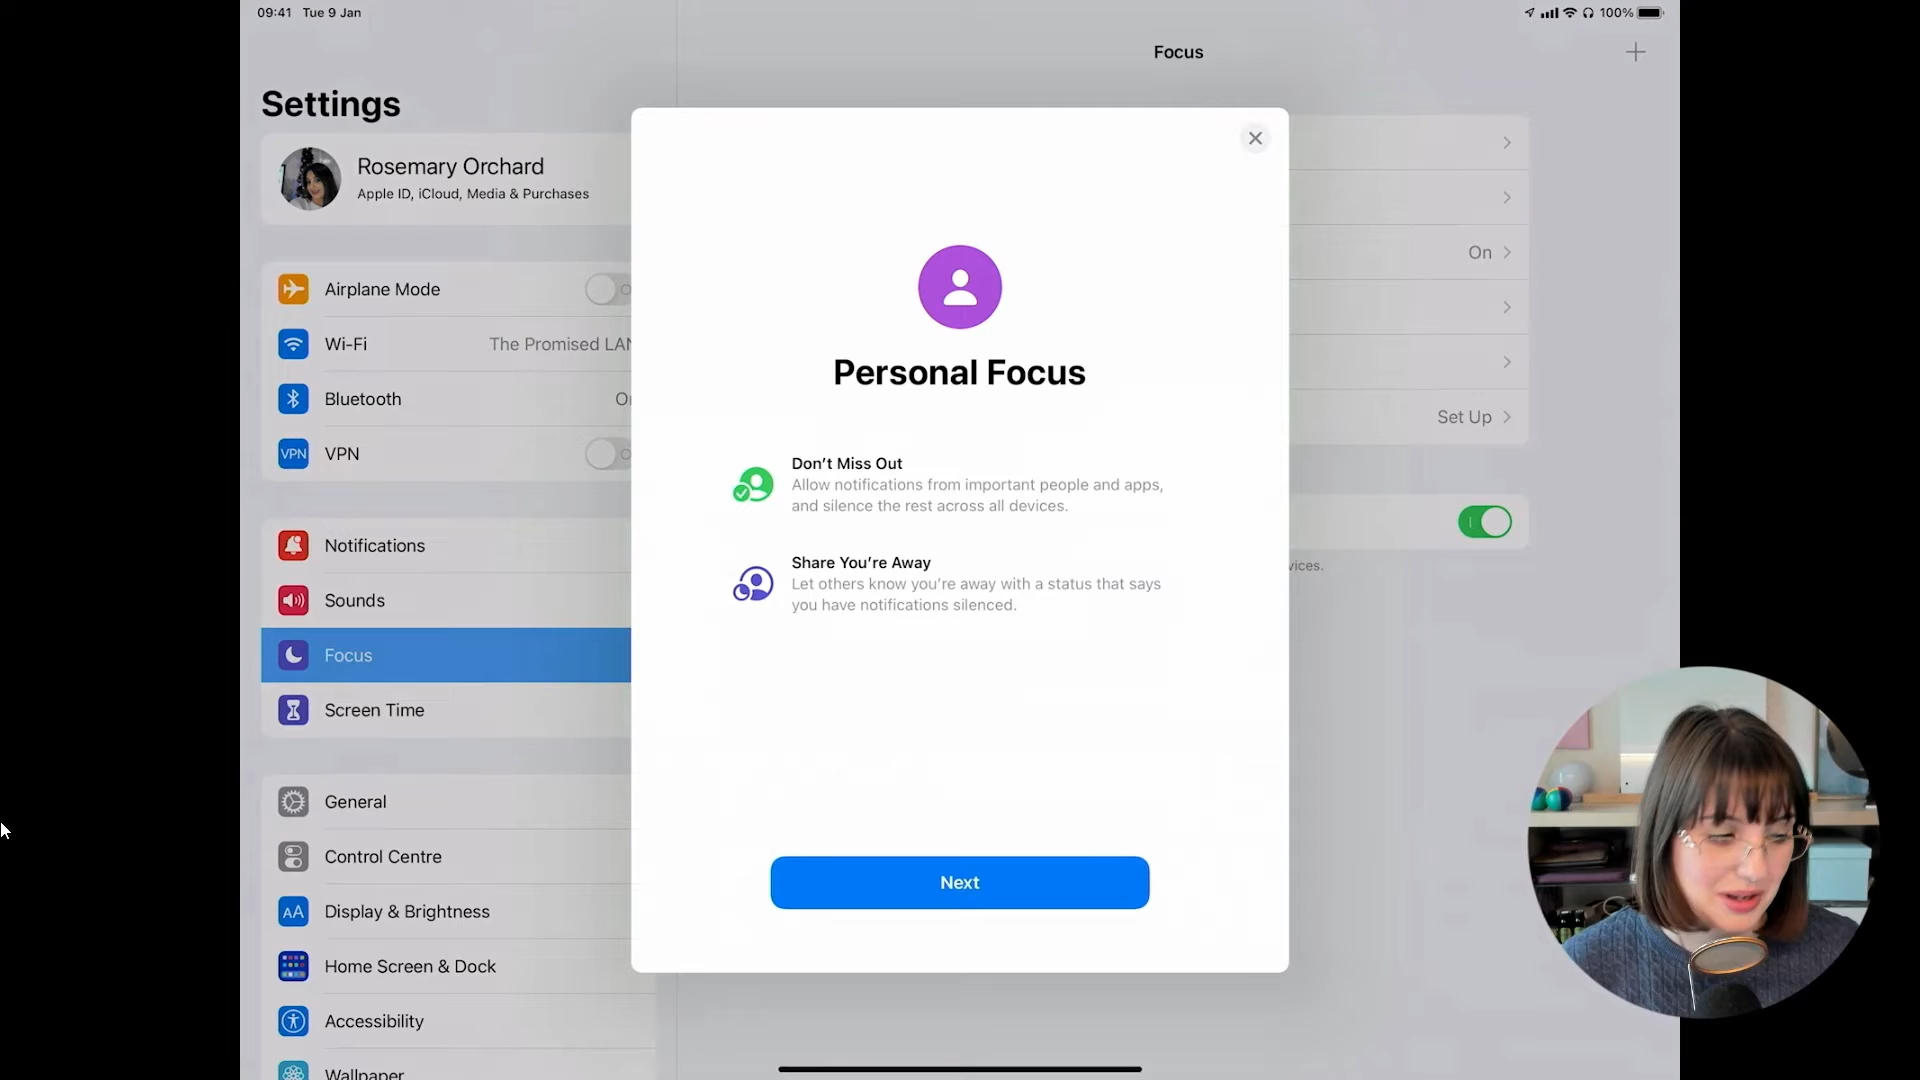 09:41 Tue 9 Jan
100%
Settings
Rosemary Orchard
Apple ID, iCloud, Media & Purchases
Airplane Mode
Wi-Fi
The Promised LAN
Bluetooth
VPN
VPN
Notifications
Sounds
Focus
Screen Time
General
Control Centre
AA
Display & Brightness
Home Screen & Dock
Accessibility
Wallpaper
Focus
On
Set Up
vices.
Personal Focus
Don’t Miss Out
Allow notifications from important people and apps,
and silence the rest across all devices.
Share You’re Away
Let others know you’re away with a status that says
you have notifications silenced.
Next